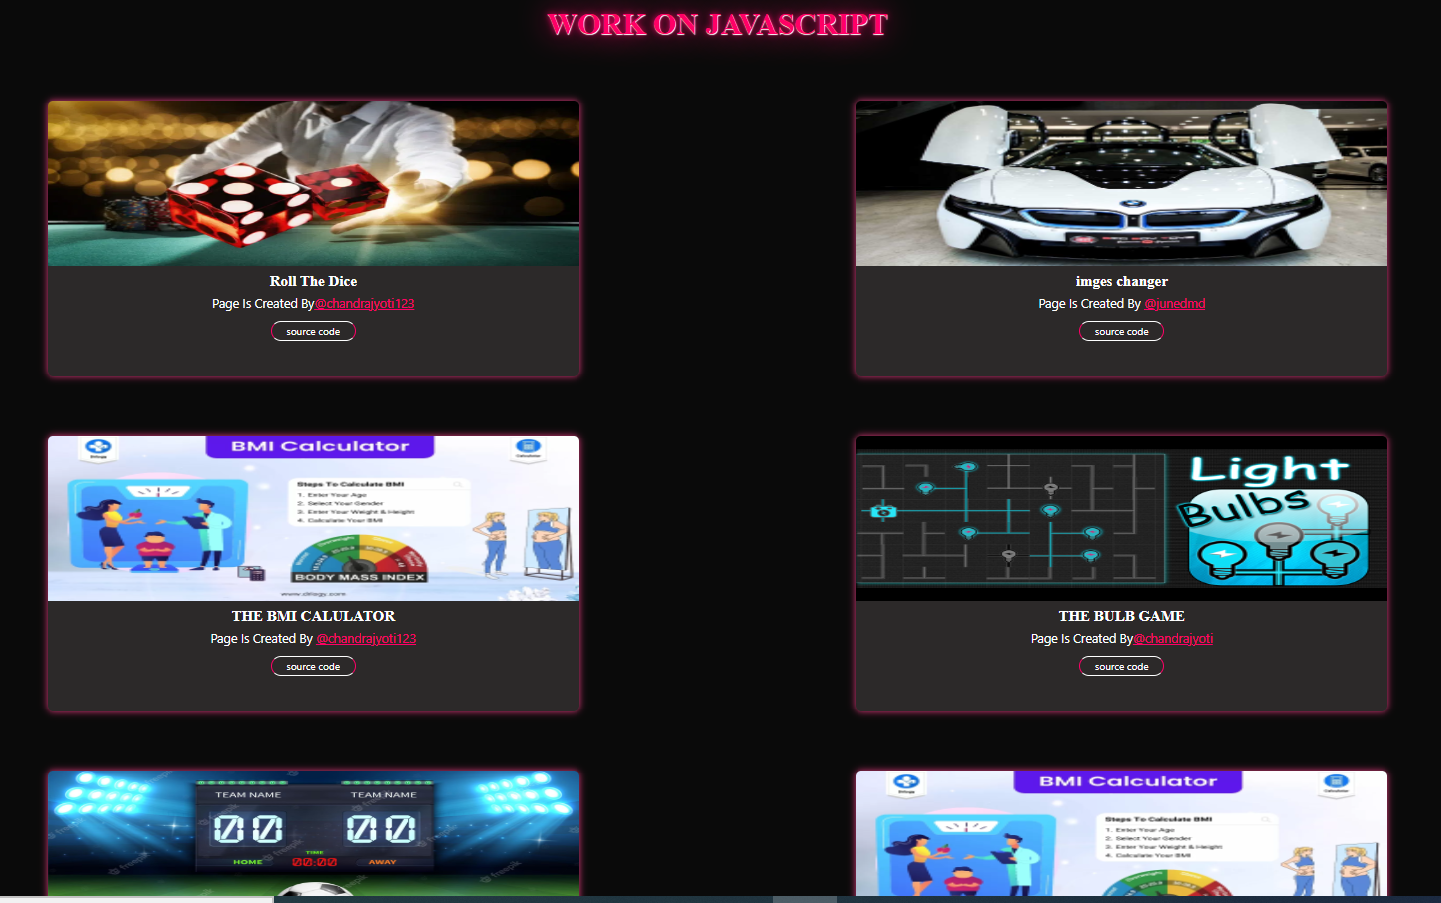 WORK ON JAVASCRIPT
Roll The Dice
Page Is Created By@chandrajyoti123
source code
imges changer
Page Is Created By @junedmd
source code
BMI Calculator
Steps To Calculate BMI
1. Enter Your Age
2. Select Your Gender
3. Enter Your Weight & Height
4. Calculate Your BMI
BODY MASS INDEX
THE BMI CALULATOR
Page Is Created By @chandrajyoti123
source code
Light
Bulbs
THE BULB GAME
Page Is Created By@chandrajyoti
source code
TEAM NAME TEAM NAME
00 00
TIME
HOME 00:00 AWAY
freepik
BMI Calculator
Steps To Calculate BMI
1. Enter Your Age
2. Select Your Gender
3. Enter Your Weight & Height
4. Calculate Your BMI